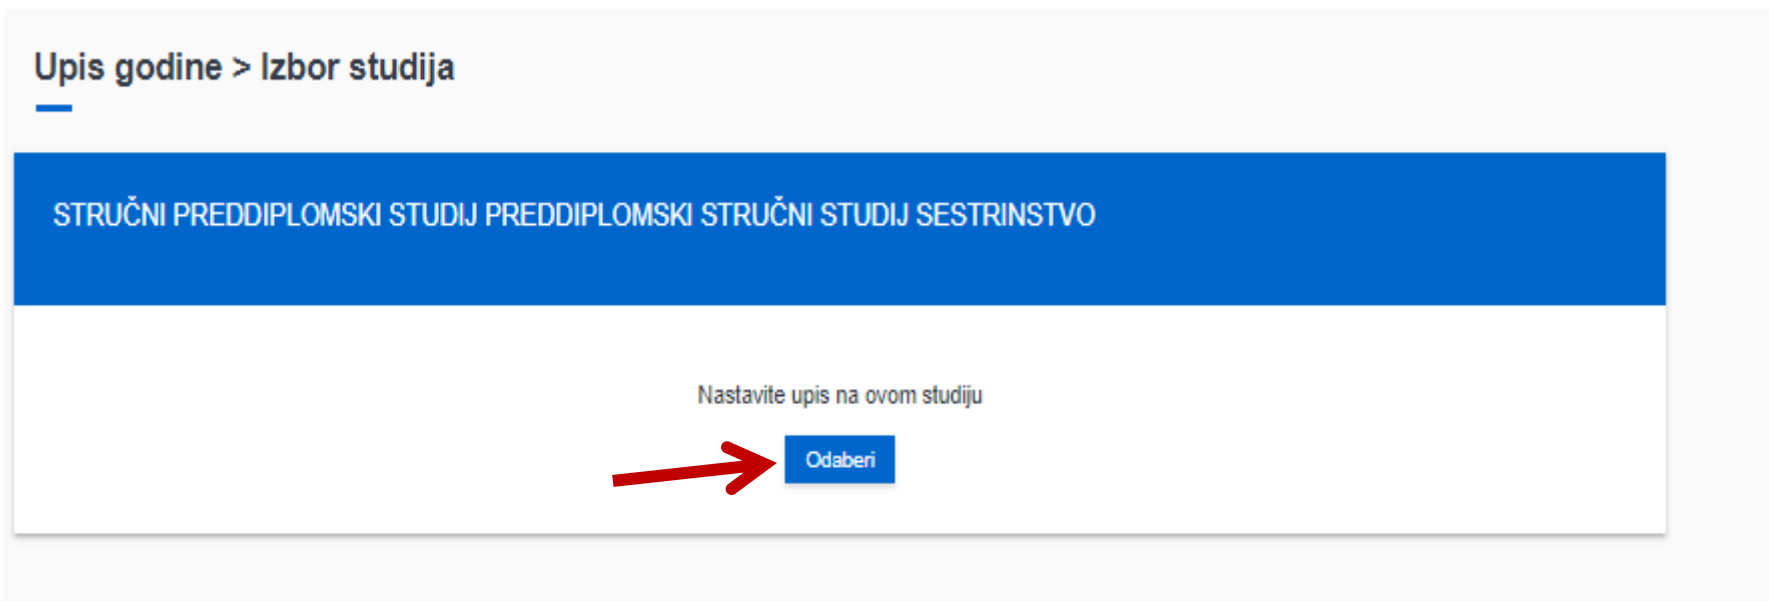 Upis godine > Izbor studija
STRUČNI PREDDIPLOMSKI STUDIJ PREDDIPLOMSKI STRUČNI STUDIJ SESTRINSTVO
Nastavite upis na ovom studiju
Odaberi